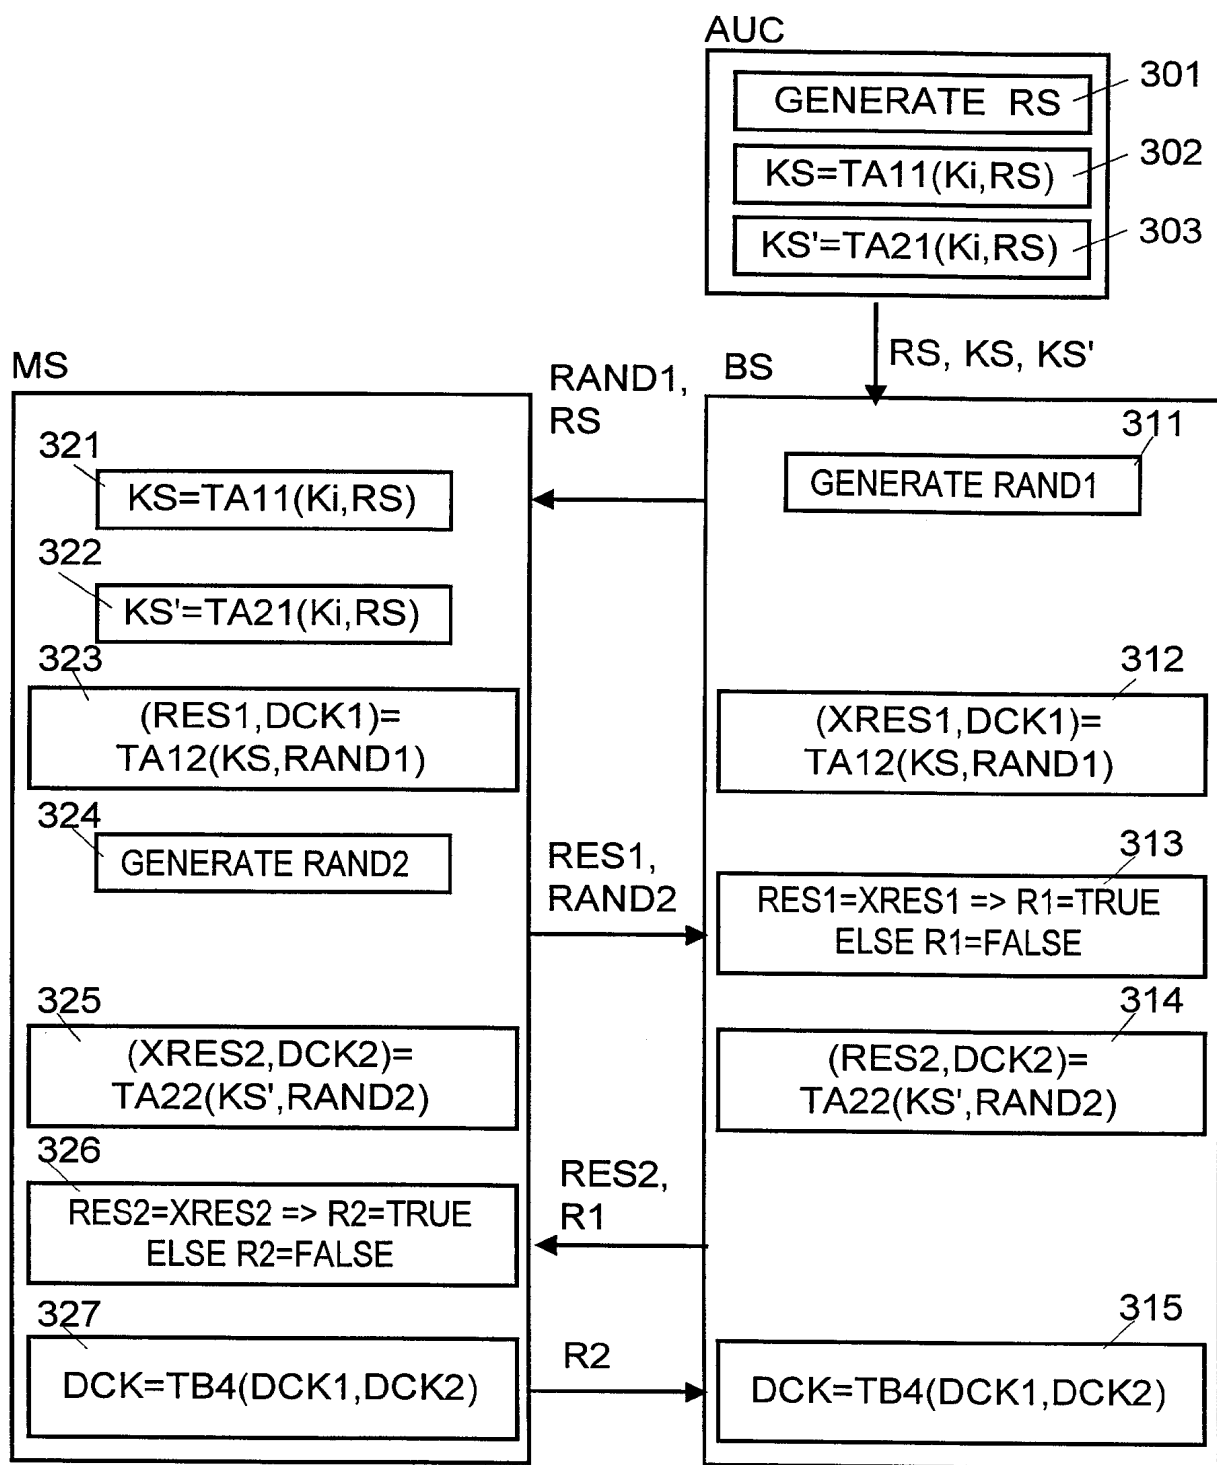 AUC
GENERATE RS
301
KS=TA11(Ki,RS)
302
KS'=TA21(Ki,RS)
303
RS, KS, KS'
MS
RAND1,
RS
BS
311
GENERATE RAND1
321
KS=TA11(Ki,RS)
322
KS'=TA21(Ki,RS)
323
(RES1,DCK1)=
TA12(KS,RAND1)
312
(XRES1,DCK1)=
TA12(KS,RAND1)
324
GENERATE RAND2
RES1,
RAND2
313
RES1=XRES1 => R1=TRUE
ELSE R1=FALSE
325
(XRES2,DCK2)=
TA22(KS',RAND2)
314
(RES2,DCK2)=
TA22(KS',RAND2)
326
RES2=XRES2 => R2=TRUE
ELSE R2=FALSE
RES2,
R1
327
DCK=TB4(DCK1,DCK2)
R2
315
DCK=TB4(DCK1,DCK2)